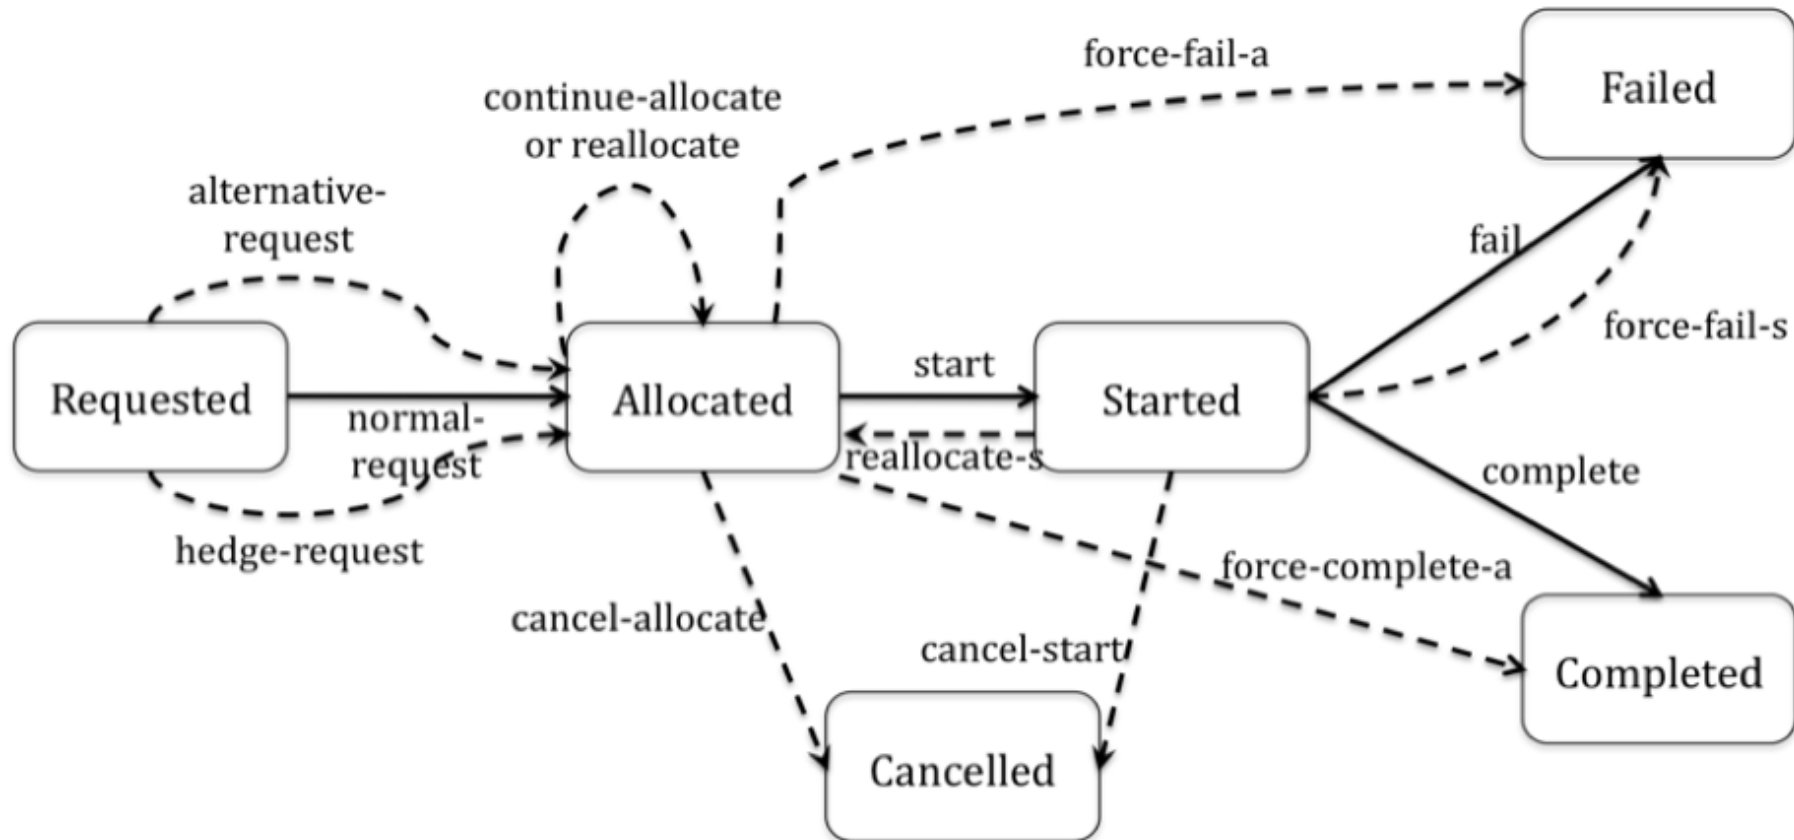 force-fail-a
Failed
continue-allocate
or reallocate
alternative-
request
fail
force-fail-s
Requested
normal-
request
hedge-request
Allocated
start
reallocate-s
Started
complete
force-complete-a
cancel-allocate
cancel-start
Completed
Cancelled